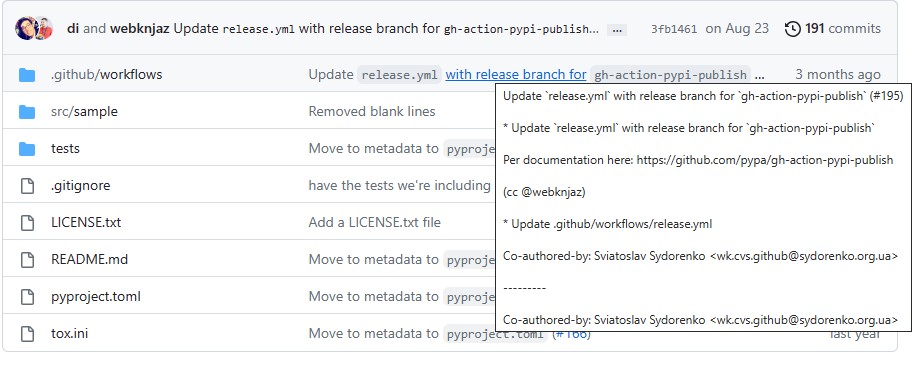 di and webknjaz Update release.yml with release branch for gh-action-pypi-publish... ... 3fb1461 on Aug 23 191 commits
.github/workflows Update release.yml with release branch for gh-action-pypi-publish ... 3 months ago
src/sample Removed blank lines
tests Move to metadata to pyproje
.gitignore have the tests we're including
LICENSE.txt Add a LICENSE.txt file
README.md Move to metadata to pyproje
pyproject.toml Move to metadata to pyproje
tox.ini Move to metadata to pyproject.toml (#166) last year
Update `release.yml` with release branch for `gh-action-pypi-publish` (#195)
* Update `release.yml` with release branch for `gh-action-pypi-publish`
Per documentation here: https://github.com/pypa/gh-action-pypi-publish
(cc @webknjaz)
* Update .github/workflows/release.yml
Co-authored-by: Sviatoslav Sydorenko <wk.cvs.github@sydorenko.org.ua>
---------
Co-authored-by: Sviatoslav Sydorenko <wk.cvs.github@sydorenko.org.ua>